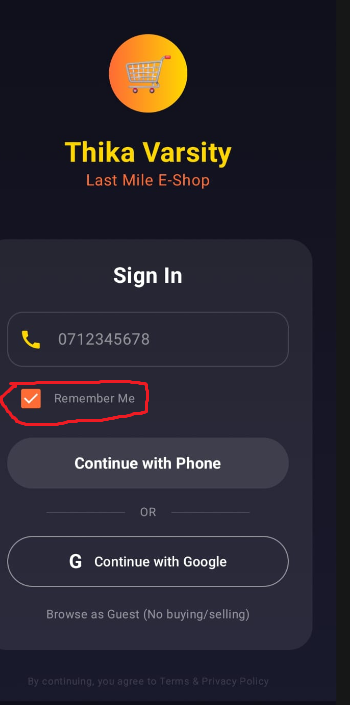 Thika Varsity
Last Mile E-Shop
Sign In
0712345678
Remember Me
Continue with Phone
OR
G Continue with Google
Browse as Guest (No buying/selling)
By continuing, you agree to Terms & Privacy Policy